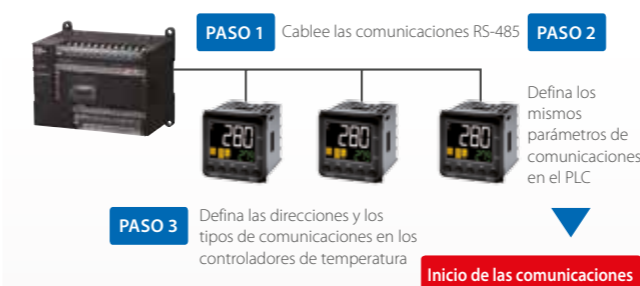 PASO 1
Cablee las comunicaciones RS-485
PASO 2
Defina los
mismos
parámetros de
comunicaciones
en el PLC
280
280
280
PASO 3
Defina las direcciones y los
tipos de comunicaciones en los
controladores de temperatura
Inicio de las comunicaciones